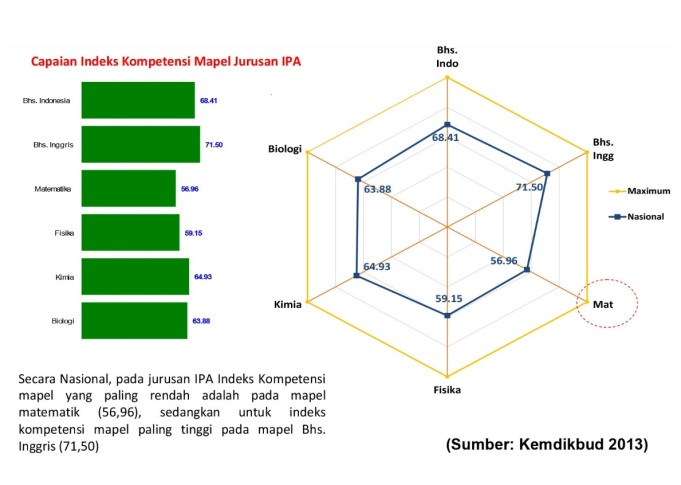 Capaian Indeks Kompetensi Mapel Jurusan IPA
Bhs. Indonesia 68.41
Bhs. Inggris 71.50
Matematika 56.96
Fisika 59.15
Kimia 64.93
Biologi 63.88
Bhs.
Indo
Bhs.
Ingg
Mat
Fisika
Kimia
Biologi
68.41
71.50
56.96
59.15
64.93
63.88
Maximum
Nasional
Secara Nasional, pada jurusan IPA Indeks Kompetensi
mapel yang paling rendah adalah pada mapel
matematik (56,96), sedangkan untuk indeks
kompetensi mapel paling tinggi pada mapel Bhs.
Inggris (71,50)
(Sumber: Kemdikbud 2013)